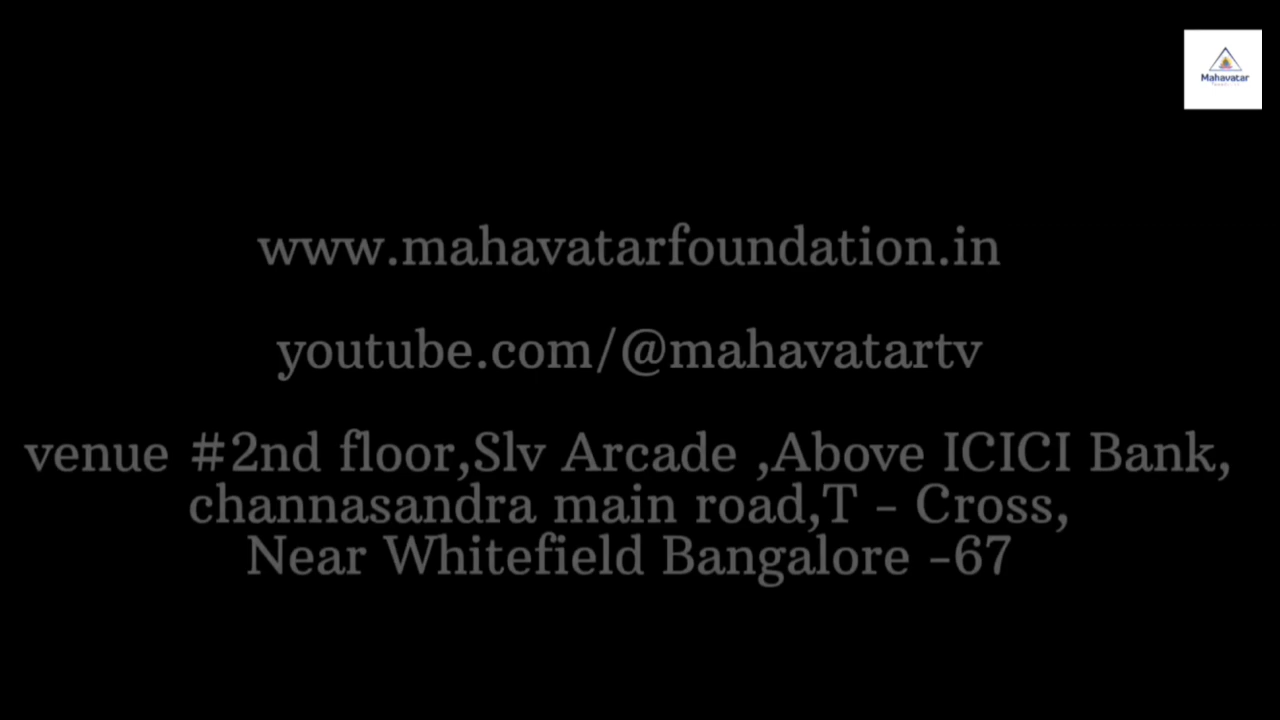 Mahavatar
www.mahavatarfoundation.in
youtube.com/@mahavatartv
venue #2nd floor,Slv Arcade ,Above ICICI Bank,
channasandra main road,T - Cross,
Near Whitefield Bangalore -67